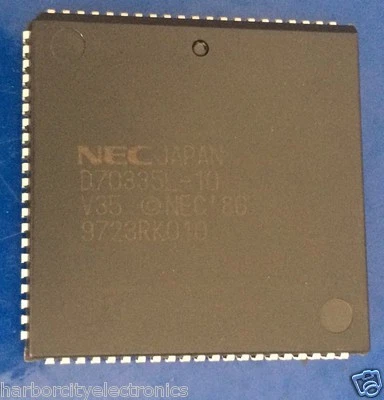 NEC JAPAN
D70335L-10
V35 ©NEC'86
9723RK010
harborcityelectronics